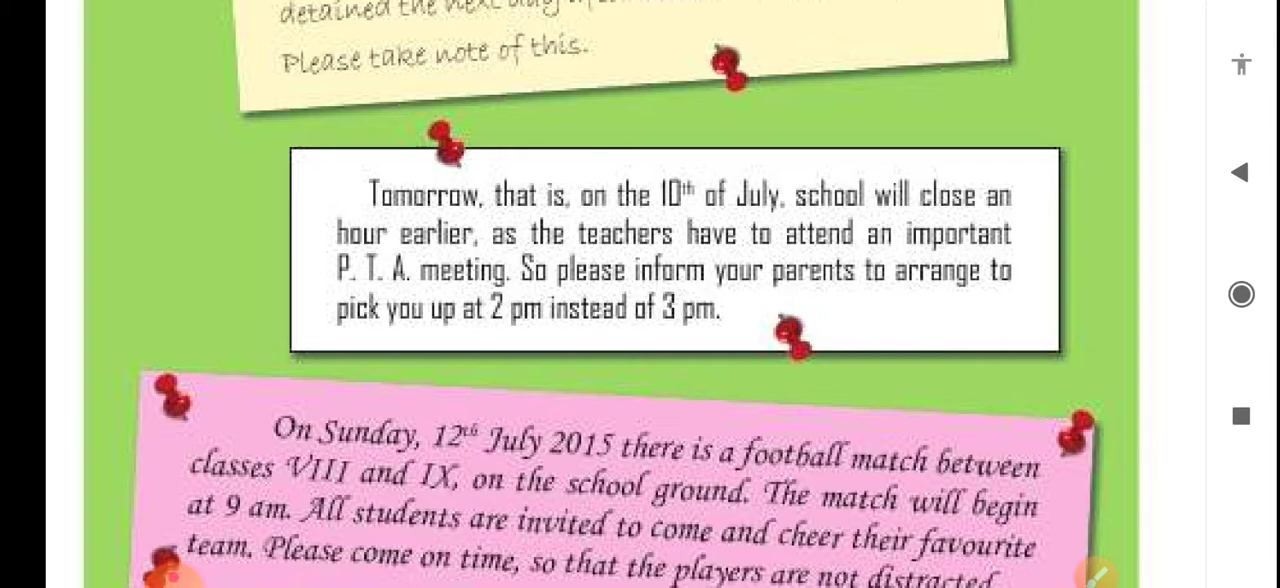 detained the next day
Please take note of this.
Tomorrow, that is, on the 10th of July, school will close an
hour earlier, as the teachers have to attend an important
P. T. A. meeting. So please inform your parents to arrange to
pick you up at 2 pm instead of 3 pm.
On Sunday, 12th July 2015 there is a football match between
classes VIII and IX, on the school ground. The match will begin
at 9 am. All students are invited to come and cheer their favourite
team. Please come on time, so that the players are not distracted.